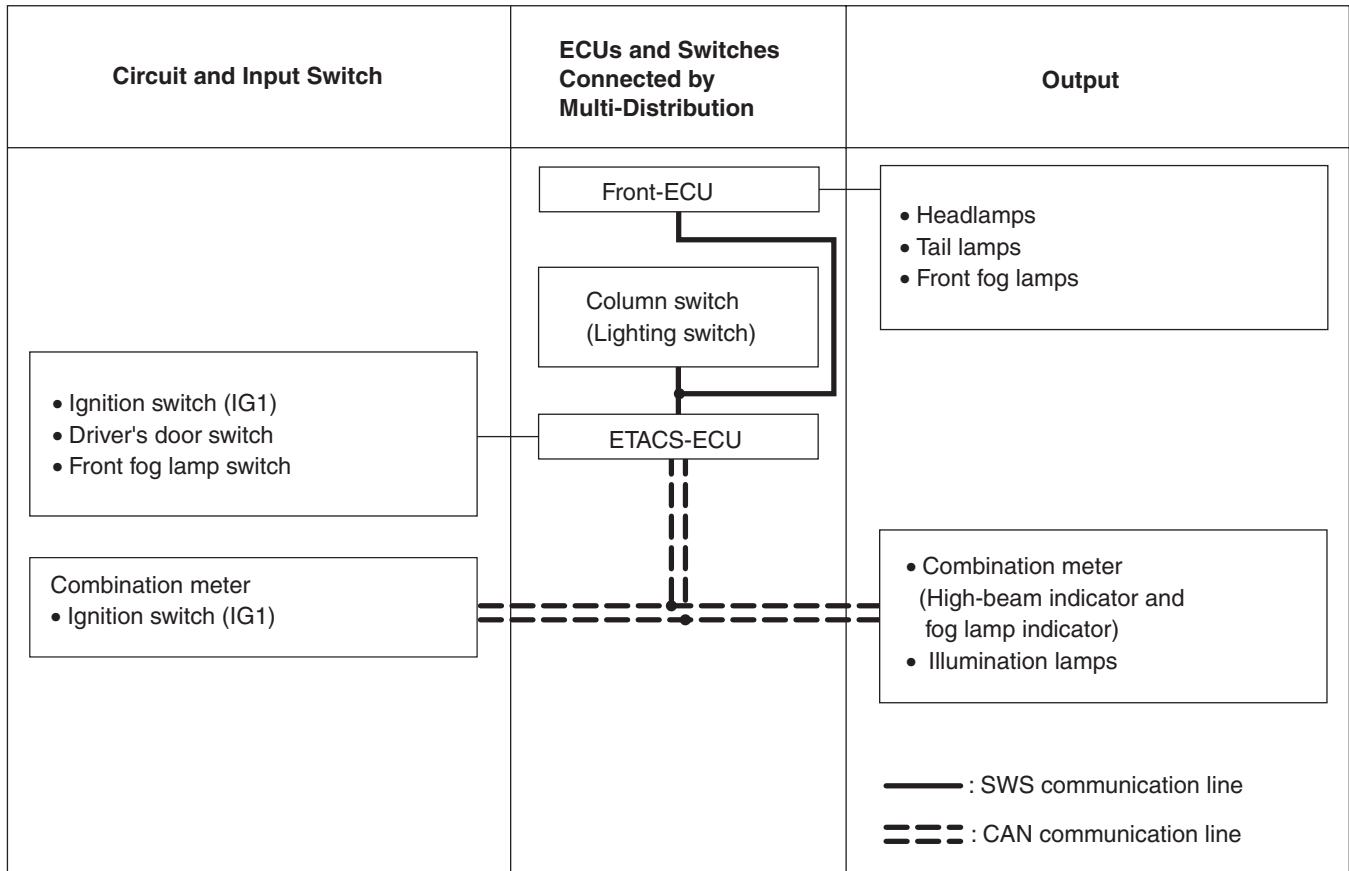 Circuit and Input Switch
ECUs and Switches
Connected by
Multi-Distribution
Output
Front-ECU
• Headlamps
• Tail lamps
• Front fog lamps
Column switch
(Lighting switch)
• Ignition switch (IG1)
• Driver's door switch
• Front fog lamp switch
ETACS-ECU
Combination meter
• Ignition switch (IG1)
• Combination meter
(High-beam indicator and
fog lamp indicator)
• Illumination lamps
: SWS communication line
: CAN communication line